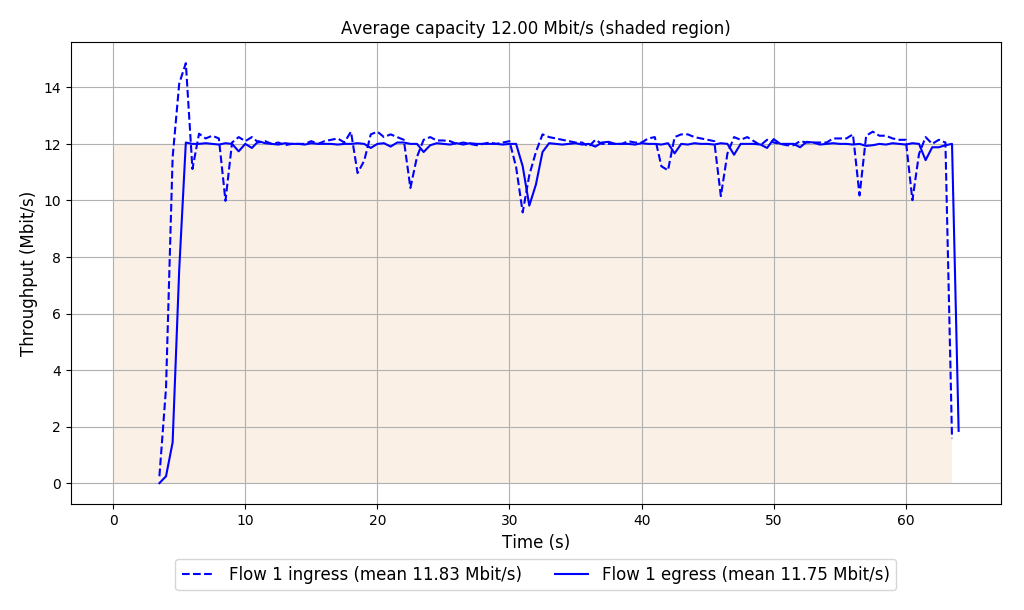 Average capacity 12.00 Mbit/s (shaded region)
Throughput (Mbit/s)
14
12
10
8
6
4
2
0
0 10 20 30 40 50 60
Time (s)
Flow 1 ingress (mean 11.83 Mbit/s) Flow 1 egress (mean 11.75 Mbit/s)